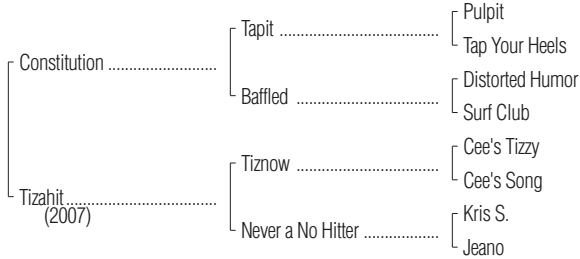 Pulpit
Tapit ..............................
Tap Your Heels
Constitution .......................
Distorted Humor
Baffled ..............................
Surf Club
Cee's Tizzy
Tiznow ..............................
Cee's Song
Tizahit ..............................
(2007)
Kris S.
Never a No Hitter ................
Jeano